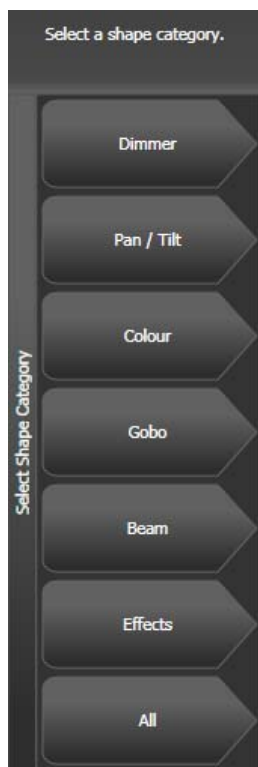 Select a shape category.
Select Shape Category
Dimmer
Pan / Tilt
Colour
Gobo
Beam
Effects
All